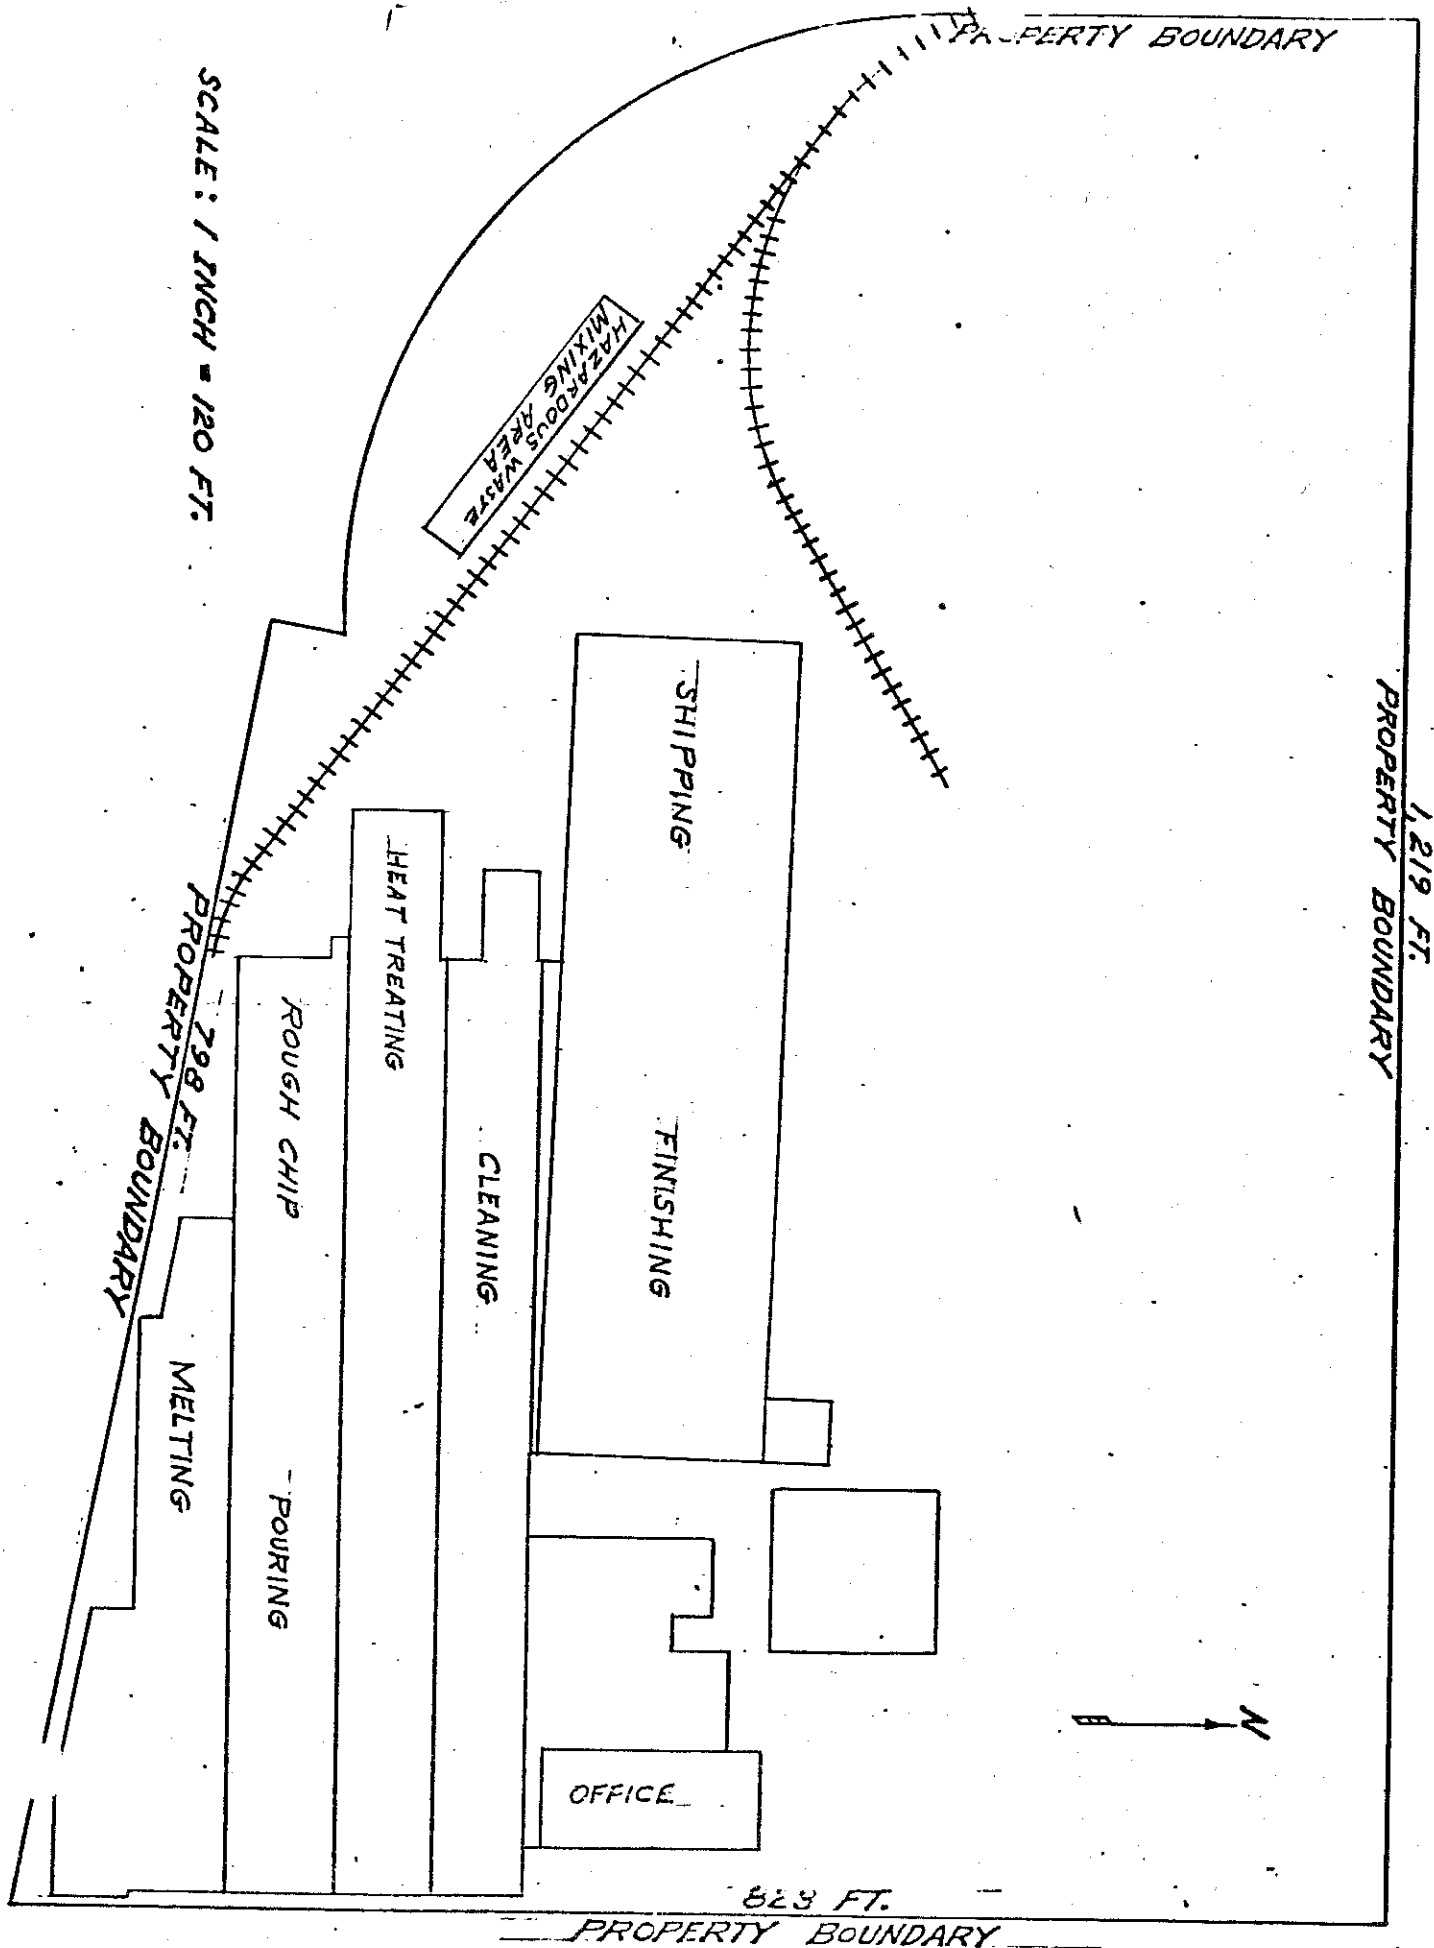 PROPERTY BOUNDARY
SCALE: 1 INCH = 120 FT.
HAZARDOUS WASTE
MIXING AREA
1,219 FT.
PROPERTY BOUNDARY
SHIPPING
HEAT TREATING
798 FT.
PROPERTY BOUNDARY
ROUGH CHIP
CLEANING
FINISHING
MELTING
POURING
N
OFFICE
823 FT.
PROPERTY BOUNDARY